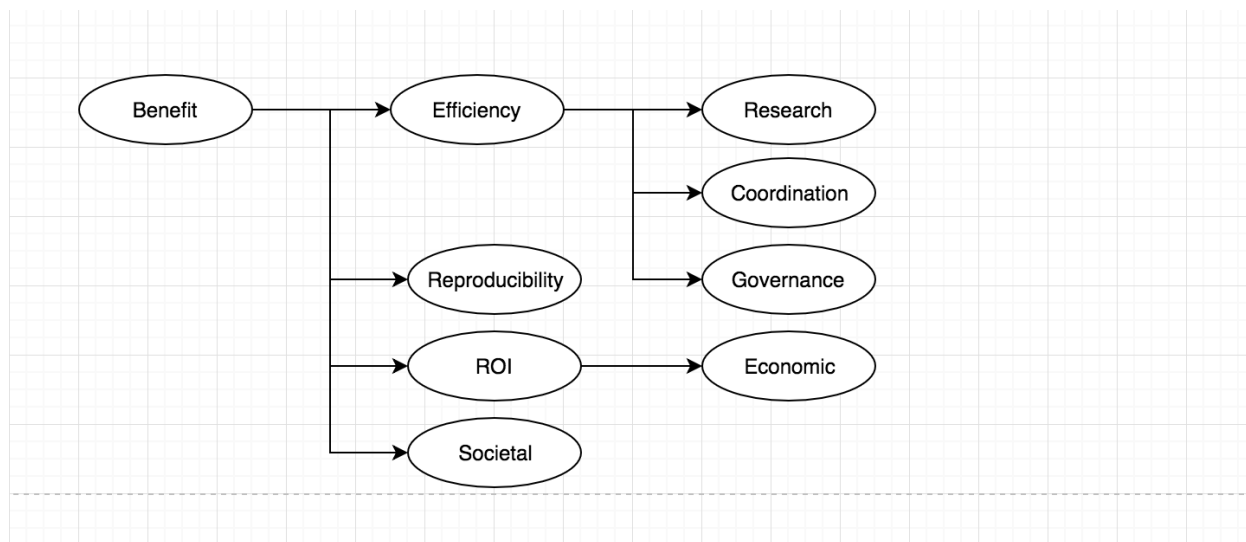 Benefit
Efficiency
Research
Coordination
Reproducibility
Governance
ROI
Economic
Societal